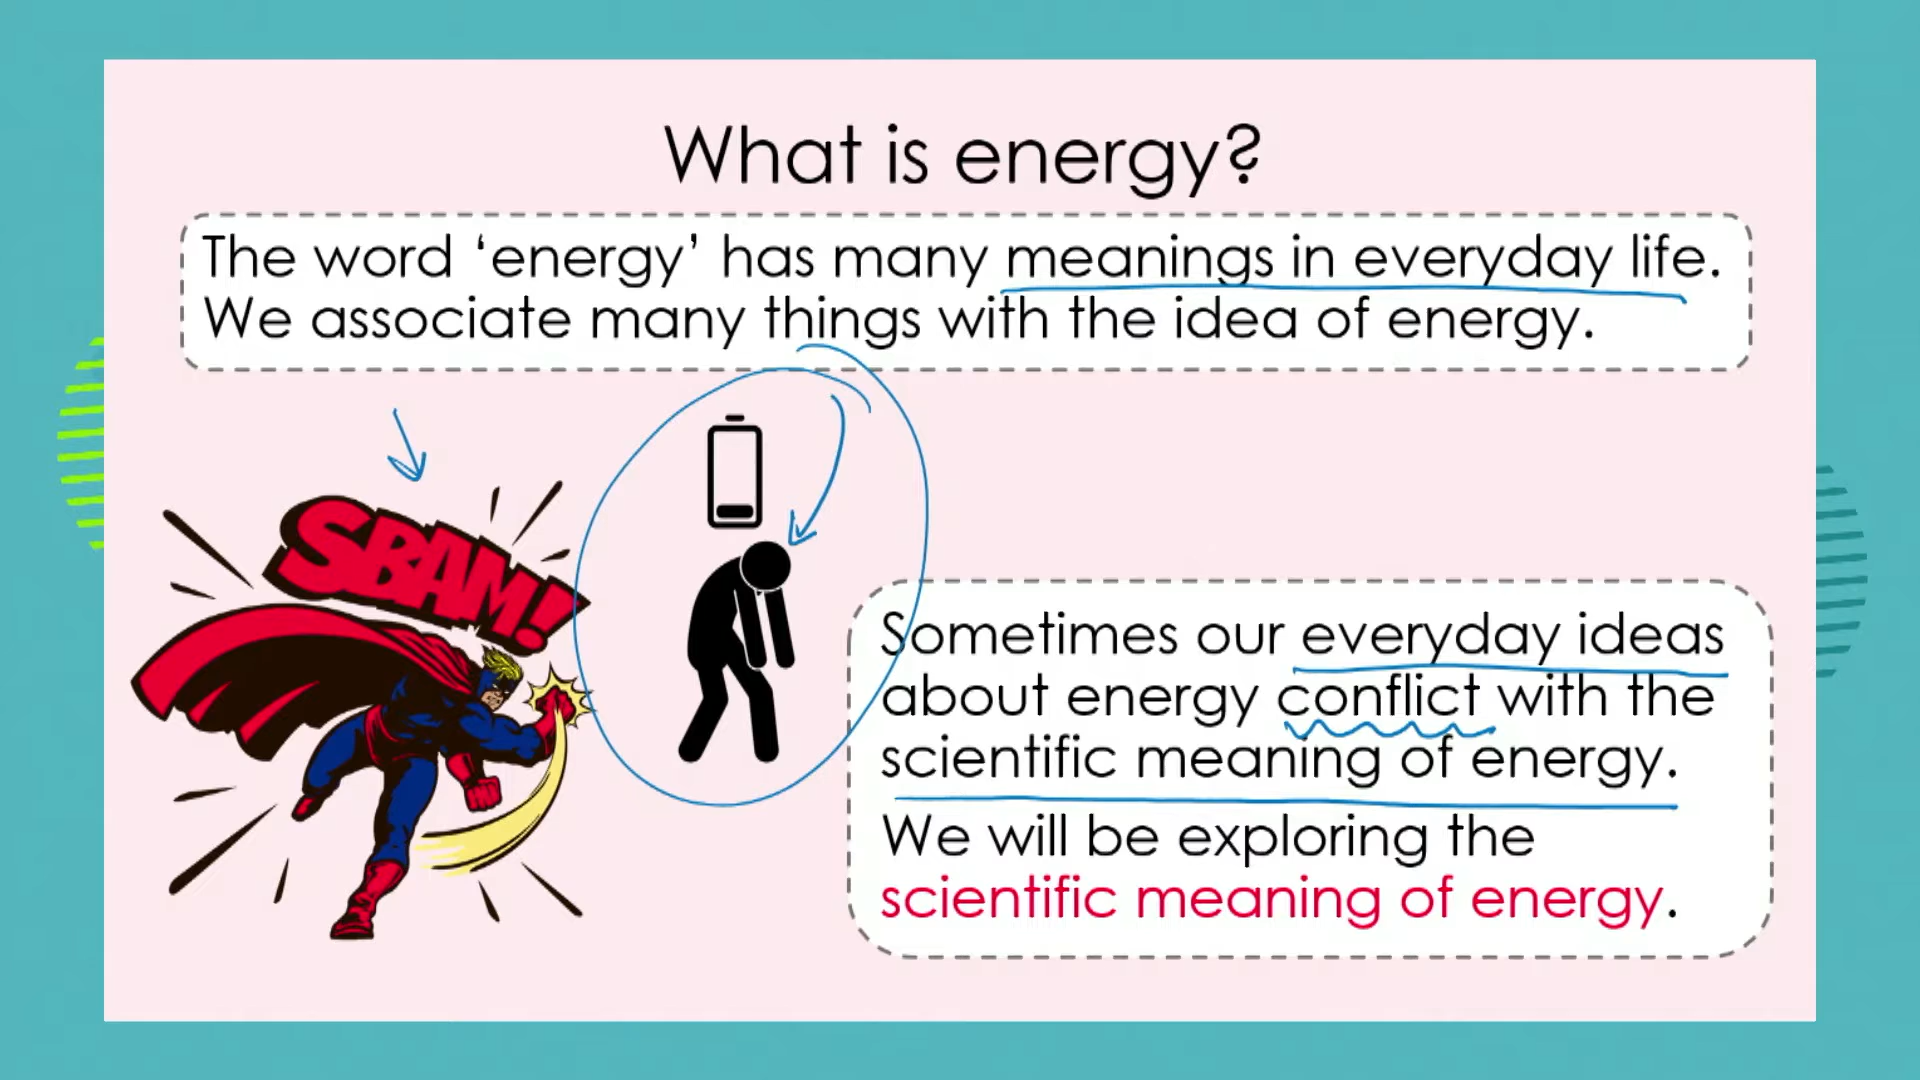 What is energy?
The word ‘energy’ has many meanings in everyday life.
We associate many things with the idea of energy.
SBAM!
Sometimes our everyday ideas
about energy conflict with the
scientific meaning of energy.
We will be exploring the
scientific meaning of energy.